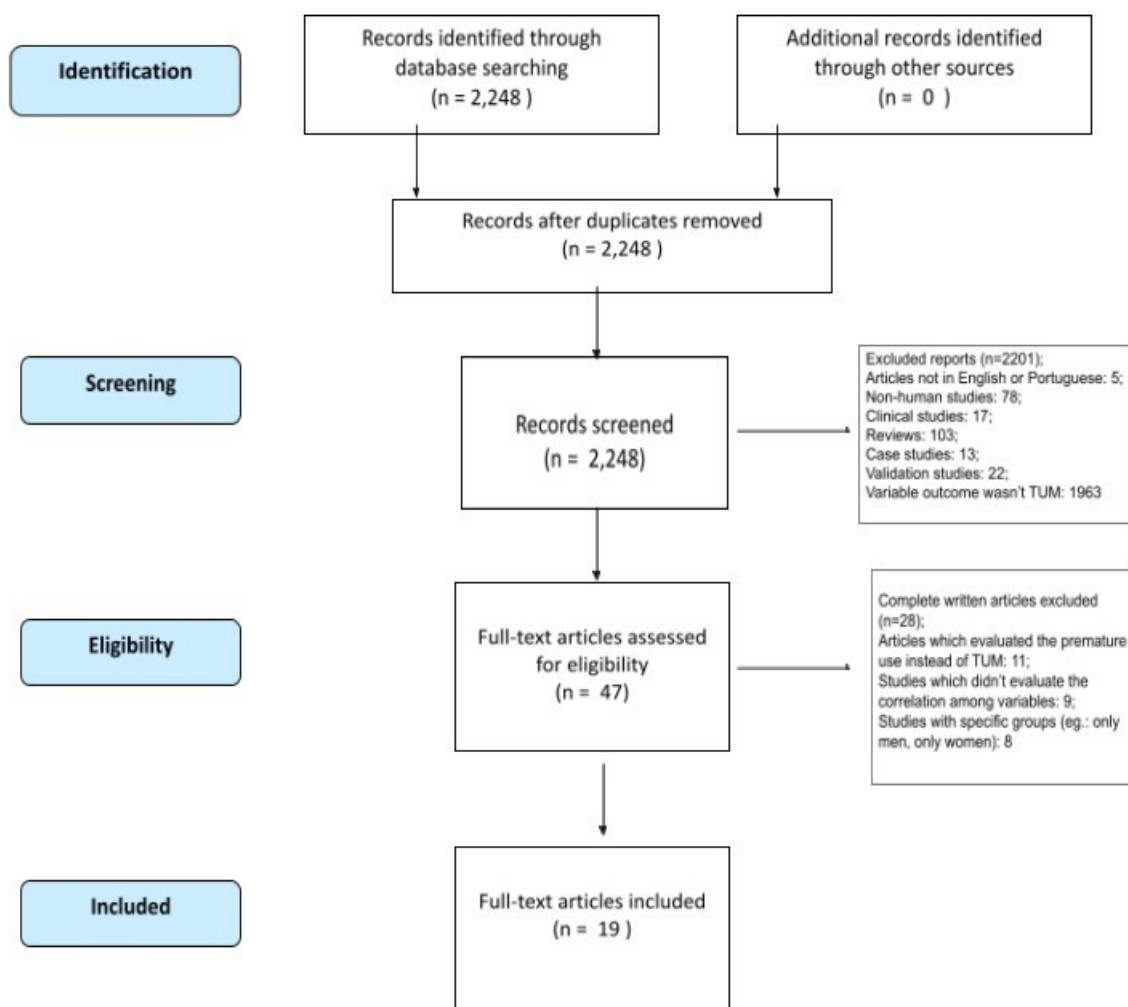 Identification
Records identified through
database searching
(n = 2,248 )
Additional records identified
through other sources
(n = 0 )
Records after duplicates removed
(n = 2,248 )
Screening
Records screened
(n = 2,248)
Excluded reports (n=2201);
Articles not in English or Portuguese: 5;
Non-human studies: 78;
Clinical studies: 17;
Reviews: 103;
Case studies: 13;
Validation studies: 22;
Variable outcome wasn't TUM: 1963
Eligibility
Full-text articles assessed
for eligibility
(n = 47)
Complete written articles excluded
(n=28);
Articles which evaluated the premature
use instead of TUM: 11;
Studies which didn't evaluate the
correlation among variables: 9;
Studies with specific groups (eg.: only
men, only women): 8
Included
Full-text articles included
(n = 19 )